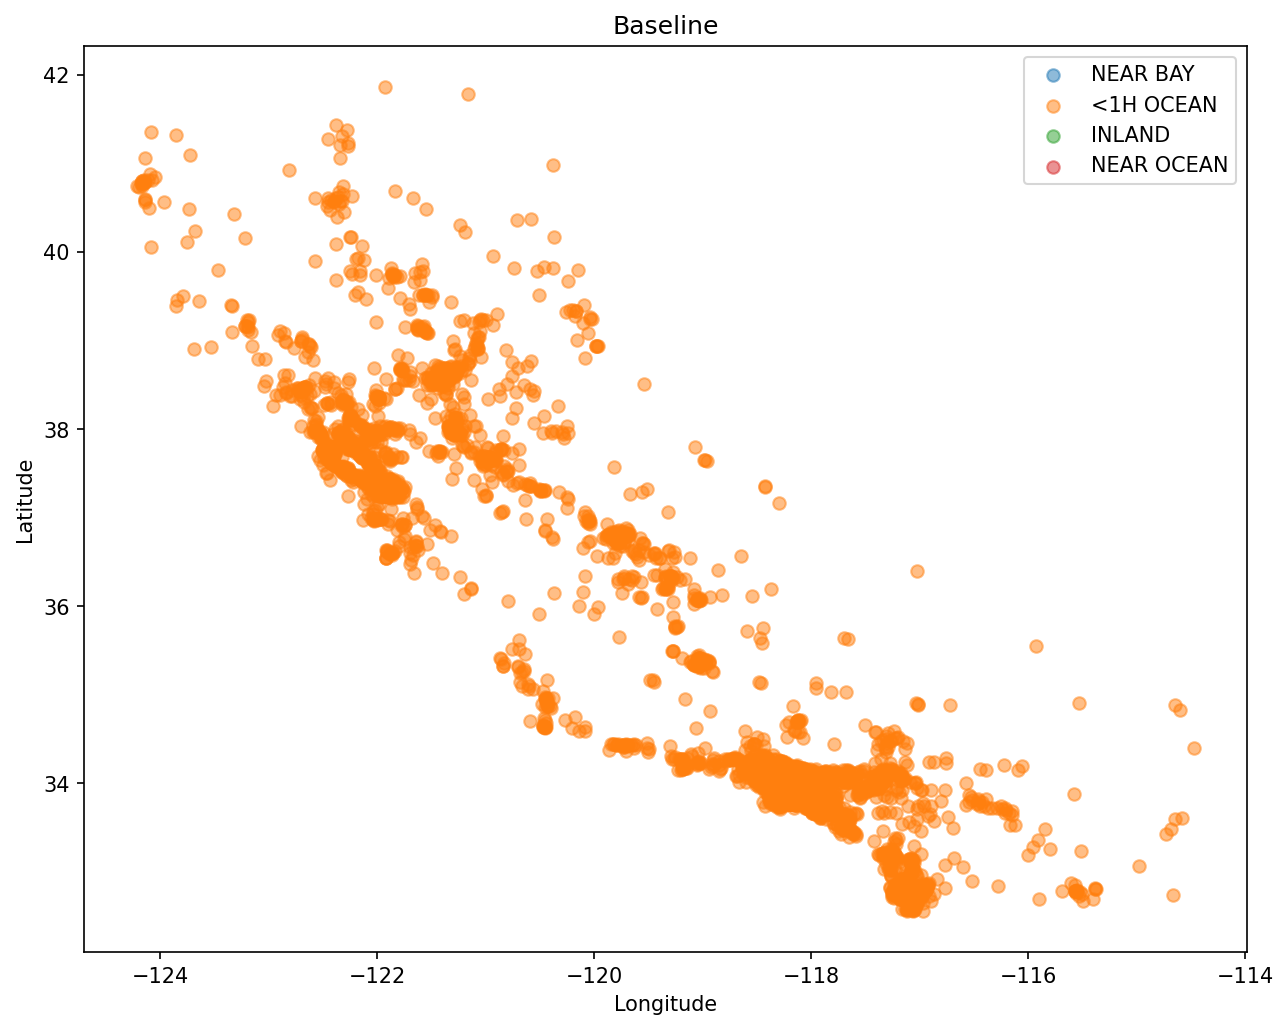 Baseline
NEAR BAY
<1H OCEAN
INLAND
NEAR OCEAN
42
40
38
36
34
Latitude
−124
−122
−120
−118
−116
−114
Longitude